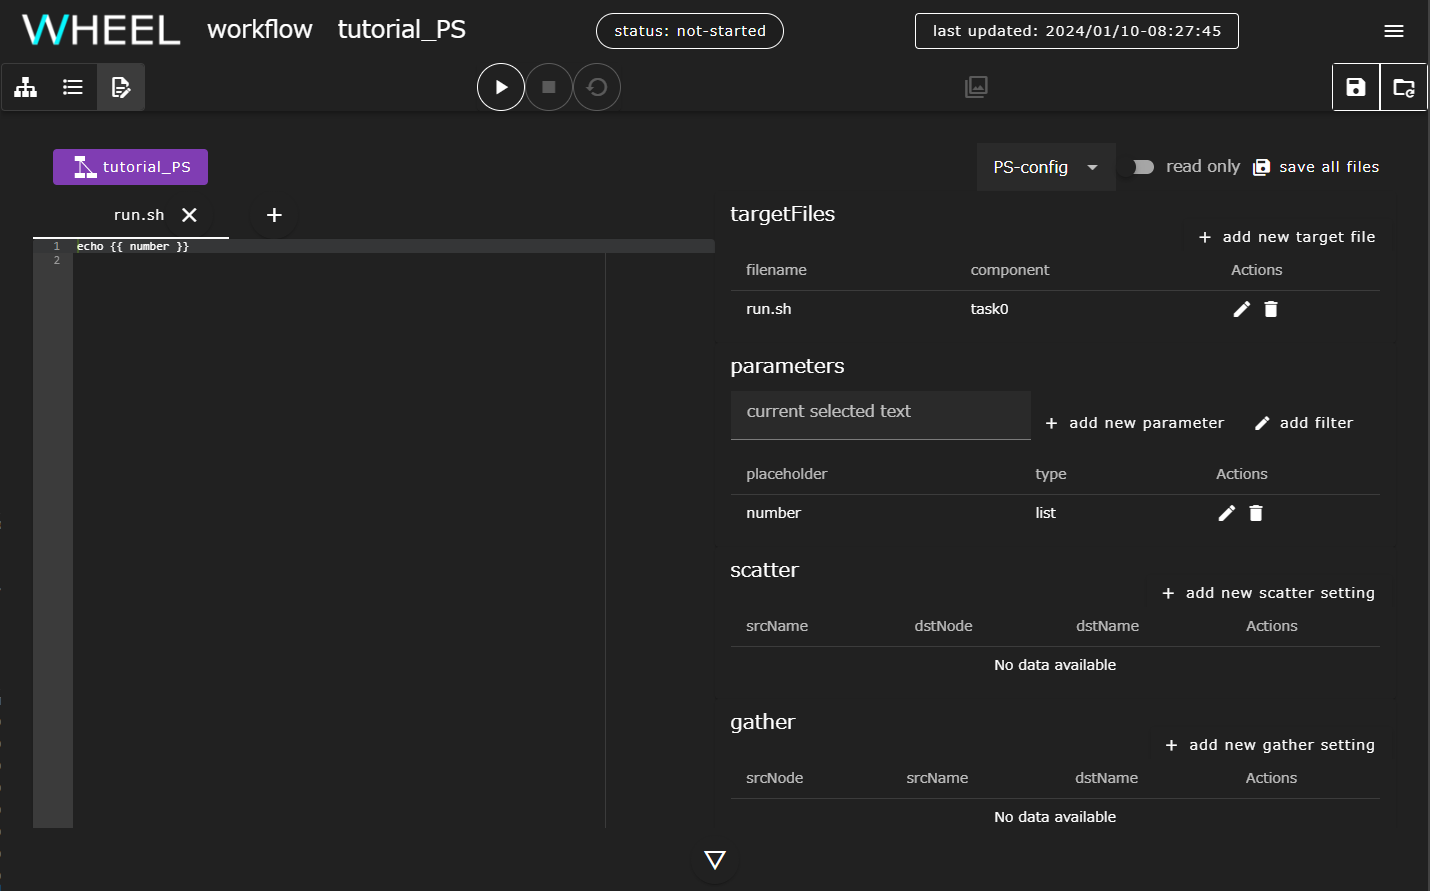 WHEEL workflow tutorial_PS status: not-started last updated: 2024/01/10-08:27:45
tutorial_PS PS-config read only save all files
run.sh
1 echo {{ number }}
2
targetFiles
add new target file
filename component Actions
run.sh task0
parameters
current selected text add new parameter add filter
placeholder type Actions
number list
scatter
add new scatter setting
srcName dstNode dstName Actions
No data available
gather
add new gather setting
srcNode srcName dstName Actions
No data available